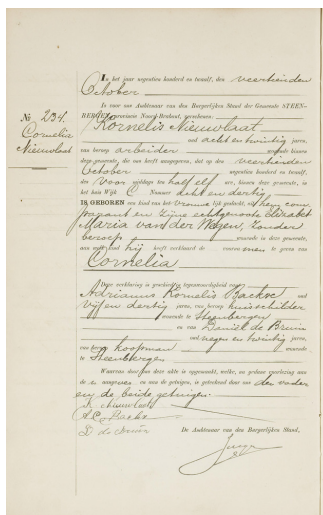 In het jaar negentien honderd en twaalf, den veertienden
October
is voor ons Ambtenaar van den Burgerlijken Stand der Gemeente STEEN-
BERGEN, provincie Noord-Brabant, verschenen:
No 234.
Cornelia
Nieuwlaat
Kornelis Nieuwlaat
oud acht en twintig jaren,
van beroep arbeider wonende binnen
deze gemeente, die ons heeft aangegeven, dat op den veertienden
October negentien honderd en twaalf,
des voor middags ten half elf ure, binnen deze gemeente, in
het huis Wijk C Nummer acht en dertig
IS GEBOREN een kind van het Vrouwelijk geslacht, uit hem com-
parant en zijne echtgenoote Elizabet
Maria van der Wegen, zonder
beroep wonende in deze gemeente,
aan welk kind hij heeft verklaard de voornamen te geven van
Cornelia
Deze verklaring is geschied in tegenwoordigheid van
Adrianus Kornelis Backx oud
vijf en dertig jaren, van beroep huisschilder
wonende te Steenbergen
en van Daniel de Bruin
oud negen en twintig jaren,
van beroep koopman wonende
te Steenbergen
Waarvan door ons deze akte is opgemaakt, welke, na gedane voorlezing aan
de aangever en aan de getuigen, is geteekend door ons den vader
en de beide getuigen.
K. Nieuwlaat
A.C. Backx
D de Bruin
De Ambtenaar van den Burgerlijken Stand,